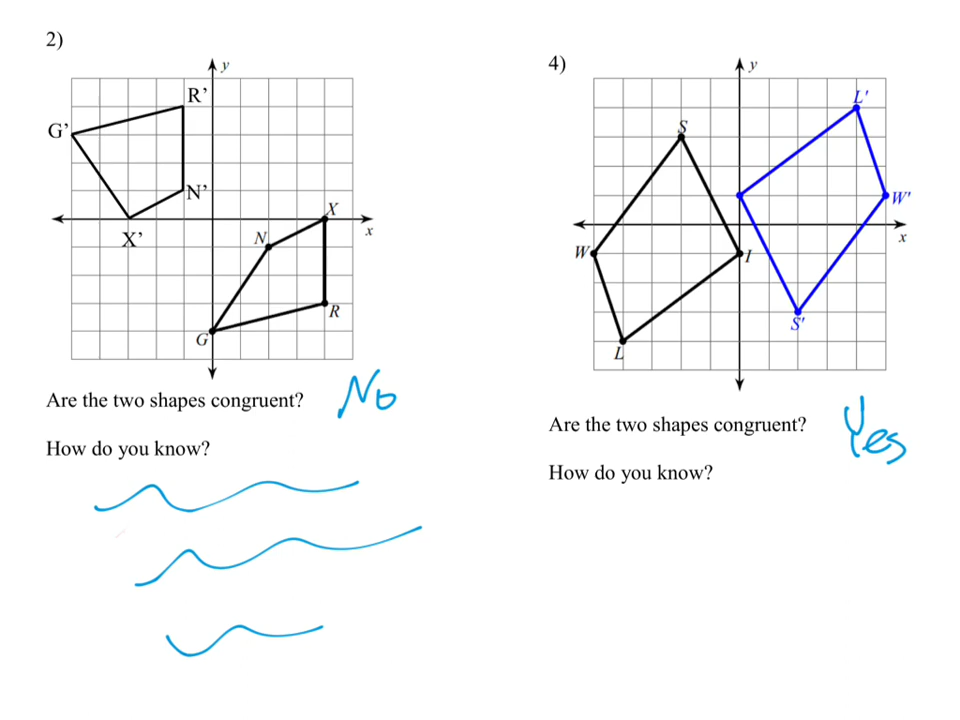 2)
y
R’
G’
N’
X’
X
x
N
R
G
Are the two shapes congruent? No
How do you know?
4)
y
L'
S
W'
x
W
I
S'
L
Are the two shapes congruent? Yes
How do you know?